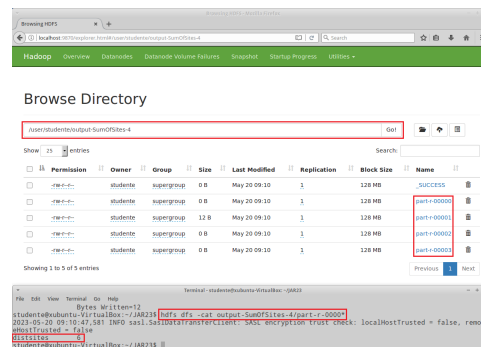 Browsing HDFS - Mozilla Firefox
Browsing HDFS × +
localhost:9870/explorer.html#/user/studente/output-SumOfSites-4 Search
Hadoop Overview Datanodes Datanode Volume Failures Snapshot Startup Progress Utilities
Browse Directory
/user/studente/output-SumOfSites-4 Go!
Show 25 entries Search:
Permission Owner Group Size Last Modified Replication Block Size Name
-rw-r--r-- studente supergroup 0 B May 20 09:10 1 128 MB _SUCCESS
-rw-r--r-- studente supergroup 0 B May 20 09:10 1 128 MB part-r-00000
-rw-r--r-- studente supergroup 12 B May 20 09:10 1 128 MB part-r-00001
-rw-r--r-- studente supergroup 0 B May 20 09:10 1 128 MB part-r-00002
-rw-r--r-- studente supergroup 0 B May 20 09:10 1 128 MB part-r-00003
Showing 1 to 5 of 5 entries Previous 1 Next
Terminal - studente@xubuntu-VirtualBox: ~/JAR23
File Edit View Terminal Go Help
Bytes Written=12
studente@xubuntu-VirtualBox:~/JAR23$ hdfs dfs -cat output-SumOfSites-4/part-r-0000*
2023-05-20 09:10:47,581 INFO sasl.SaslDataTransferClient: SASL encryption trust check: localHostTrusted = false, remo
eHostTrusted = false
distsites 6
studente@xubuntu-VirtualBox:~/JAR23$